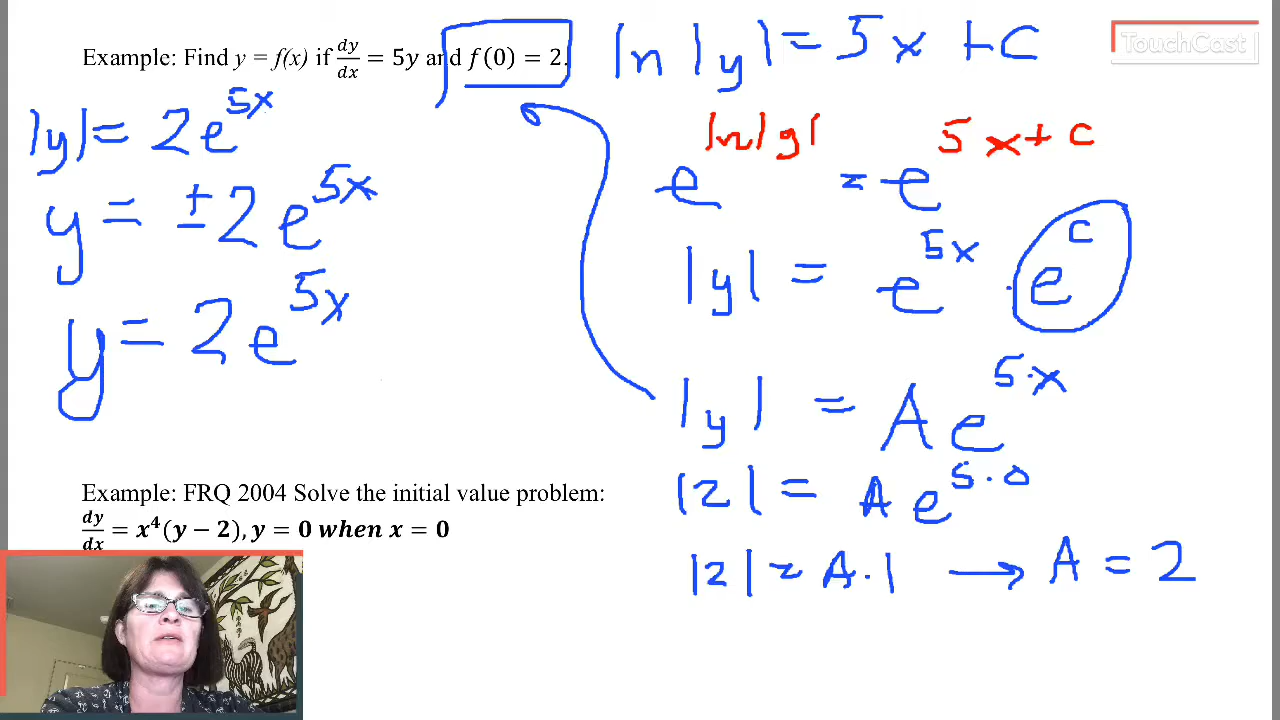 Example: Find y = f(x) if dy/dx = 5y and f(0) = 2.
|y| = 2e^5x
y = ± 2e^5x
y = 2e^5x
ln |y| = 5x + C
e^ln|y| = e^5x + c
|y| = e^5x · e^c
|y| = Ae^5·x
|2| = Ae^5·0
|2| = A·1 → A = 2
Example: FRQ 2004 Solve the initial value problem:
dy/dx = x⁴(y − 2), y = 0 when x = 0
TouchCast